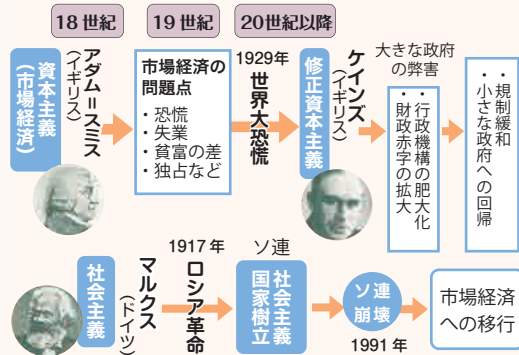 18世紀
19世紀
20世紀以降
資本主義
(市場経済)
アダム=スミス
(イギリス)
市場経済の
問題点
・恐慌
・失業
・貧富の差
・独占など
1929年
世界大恐慌
修正資本主義
ケインズ
(イギリス)
大きな政府
の弊害
・行政機構の肥大化
・財政赤字の拡大
・規制緩和
・小さな政府への回帰
社会主義
マルクス
(ドイツ)
1917年
ロシア革命
ソ連
社会主義
国家樹立
ソ連
崩壊
1991年
市場経済
への移行